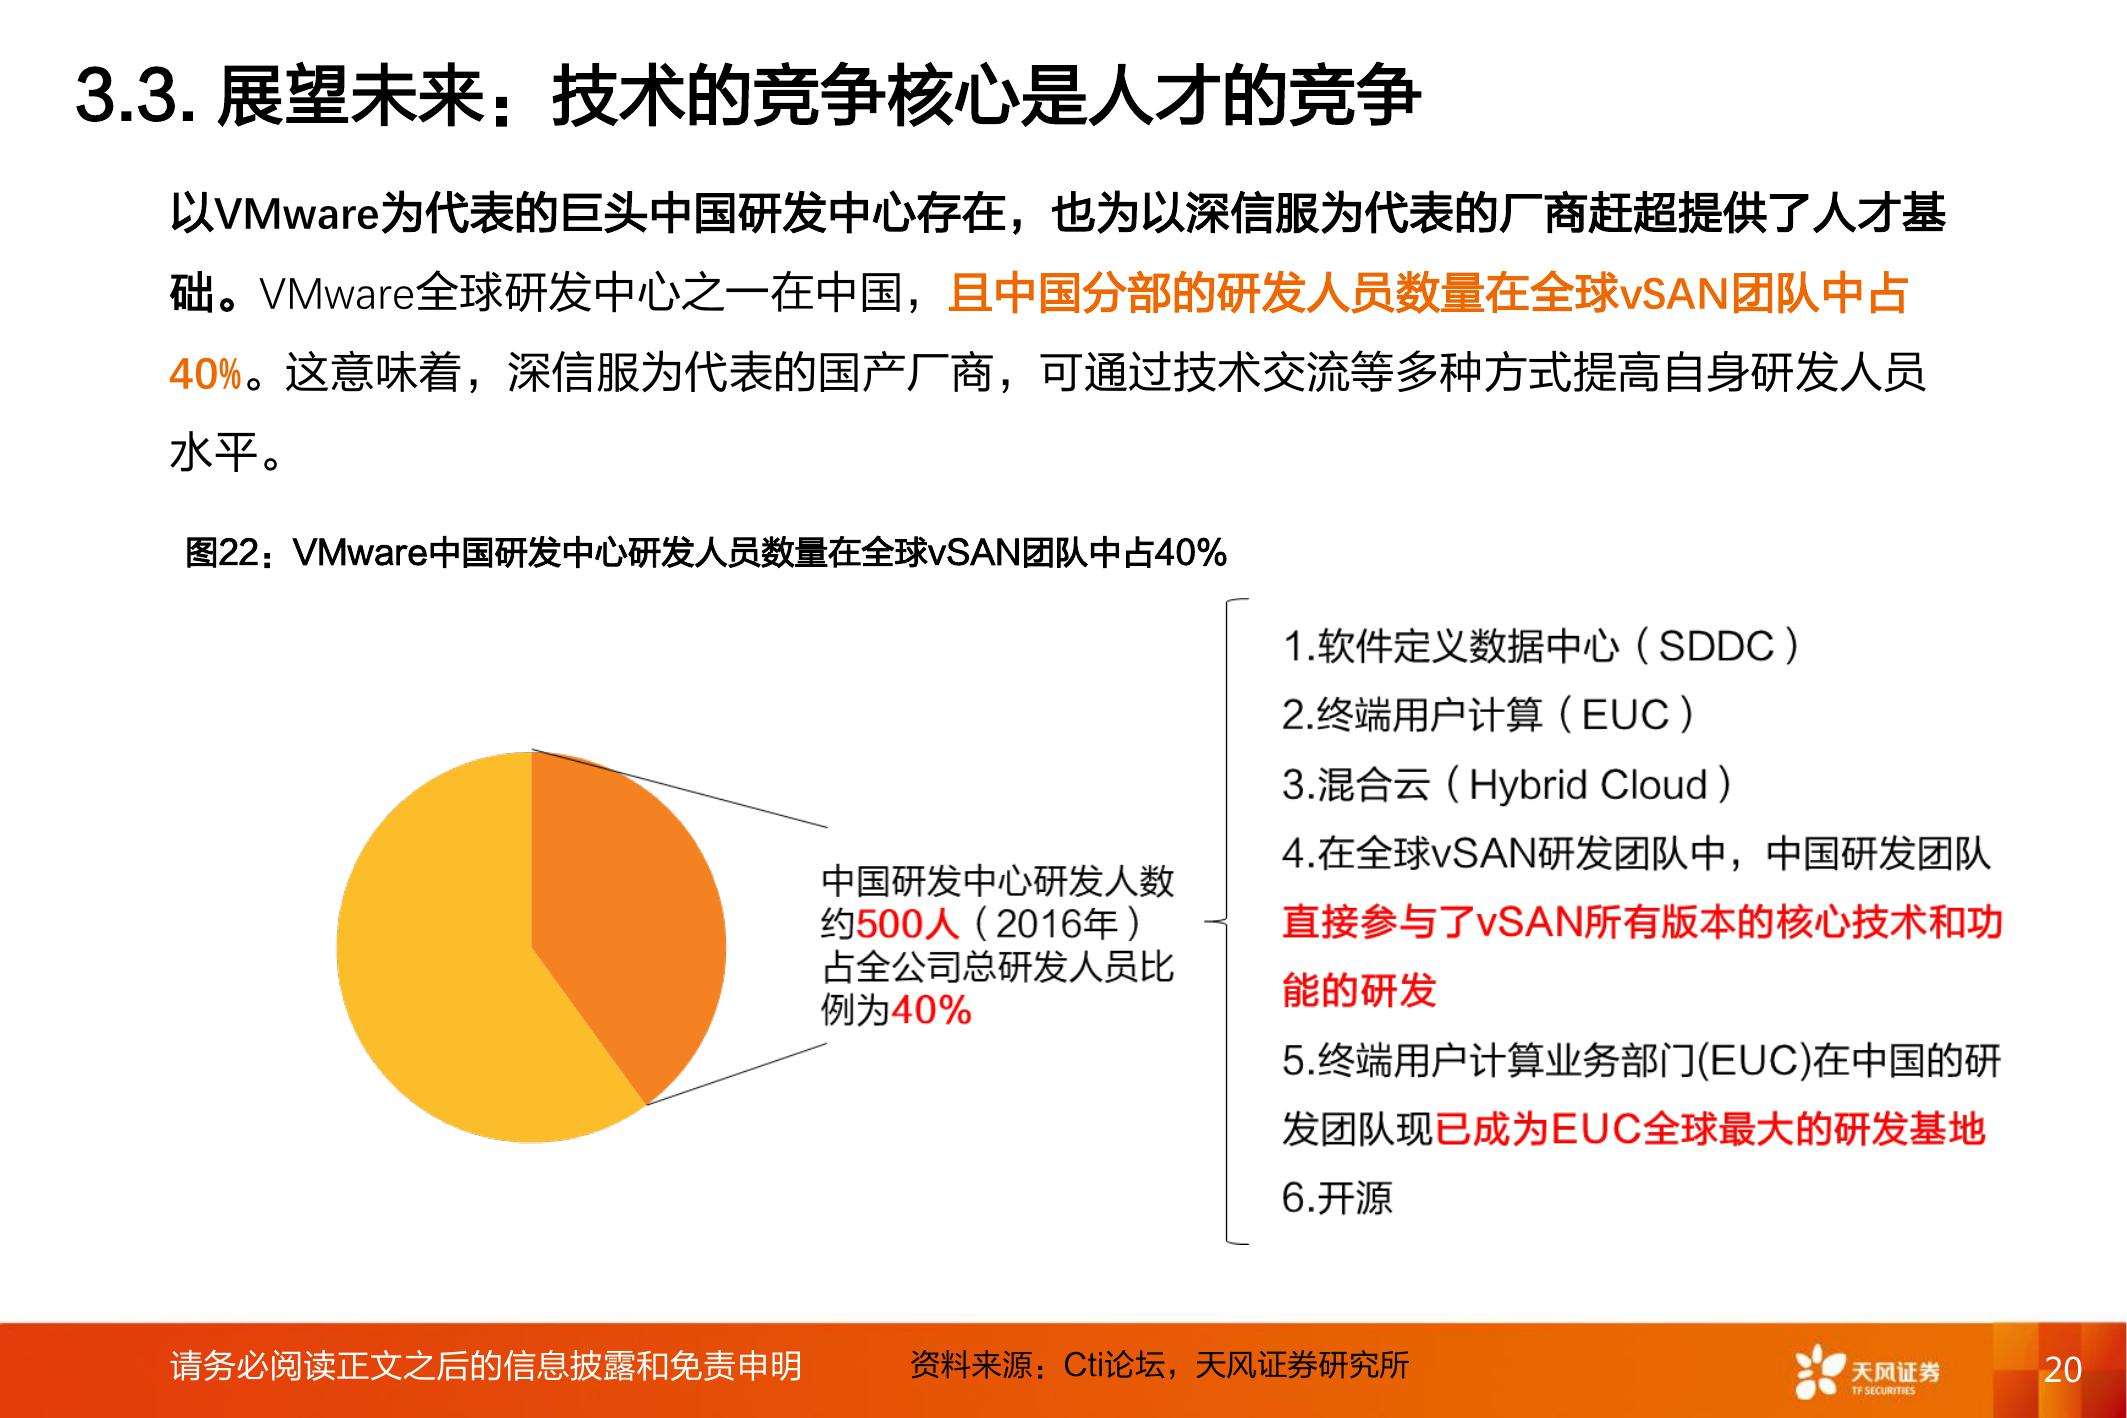 3.3. 展望未来：技术的竞争核心是人才的竞争
以VMware为代表的巨头中国研发中心存在，也为以深信服为代表的厂商赶超提供了人才基
础。VMware全球研发中心之一在中国，且中国分部的研发人员数量在全球vSAN团队中占
40%。这意味着，深信服为代表的国产厂商，可通过技术交流等多种方式提高自身研发人员
水平。
图22：VMware中国研发中心研发人员数量在全球vSAN团队中占40%
中国研发中心研发人数
约500人（2016年）
占全公司总研发人员比
例为40%
1.软件定义数据中心（SDDC）
2.终端用户计算（EUC）
3.混合云（Hybrid Cloud）
4.在全球vSAN研发团队中，中国研发团队
直接参与了vSAN所有版本的核心技术和功
能的研发
5.终端用户计算业务部门(EUC)在中国的研
发团队现已成为EUC全球最大的研发基地
6.开源
请务必阅读正文之后的信息披露和免责申明
资料来源：Cti论坛，天风证券研究所
天风证券
TF SECURITIES
20